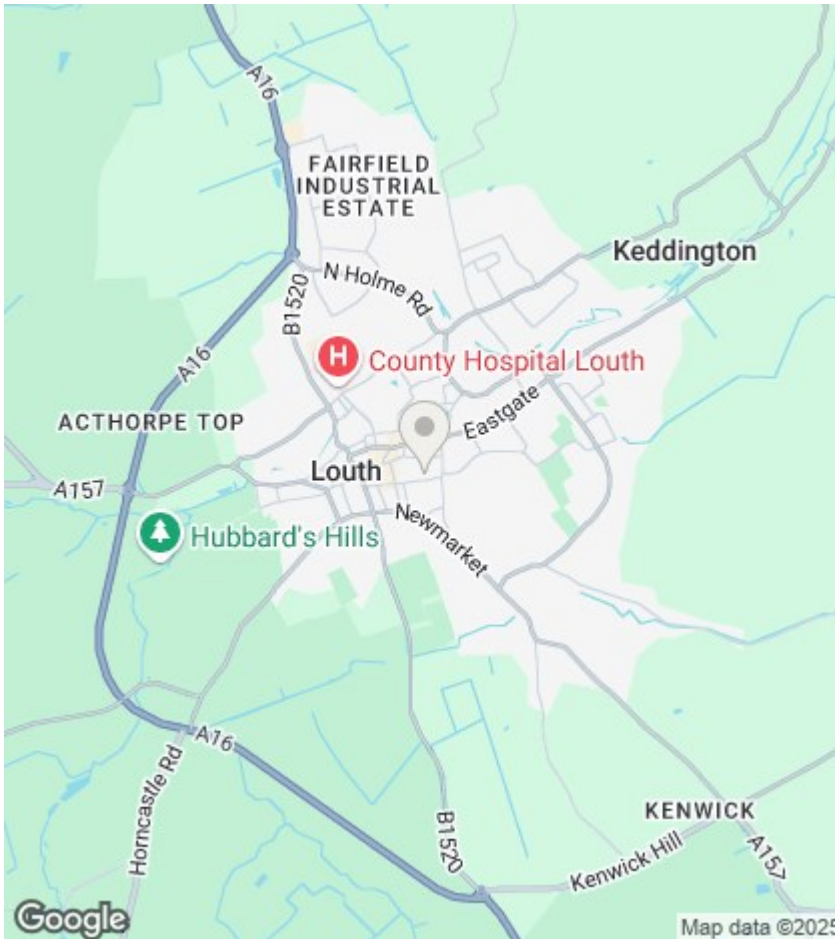 A16
FAIRFIELD
INDUSTRIAL
ESTATE
Keddington
N Holme Rd
B1520
A16
H
County Hospital Louth
ACTHORPE TOP
Eastgate
Louth
A157
Newmarket
Hubbard's Hills
A16
Horncastle Rd
B1520
KENWICK
Kenwick Hill
A157
Google
Map data ©2025